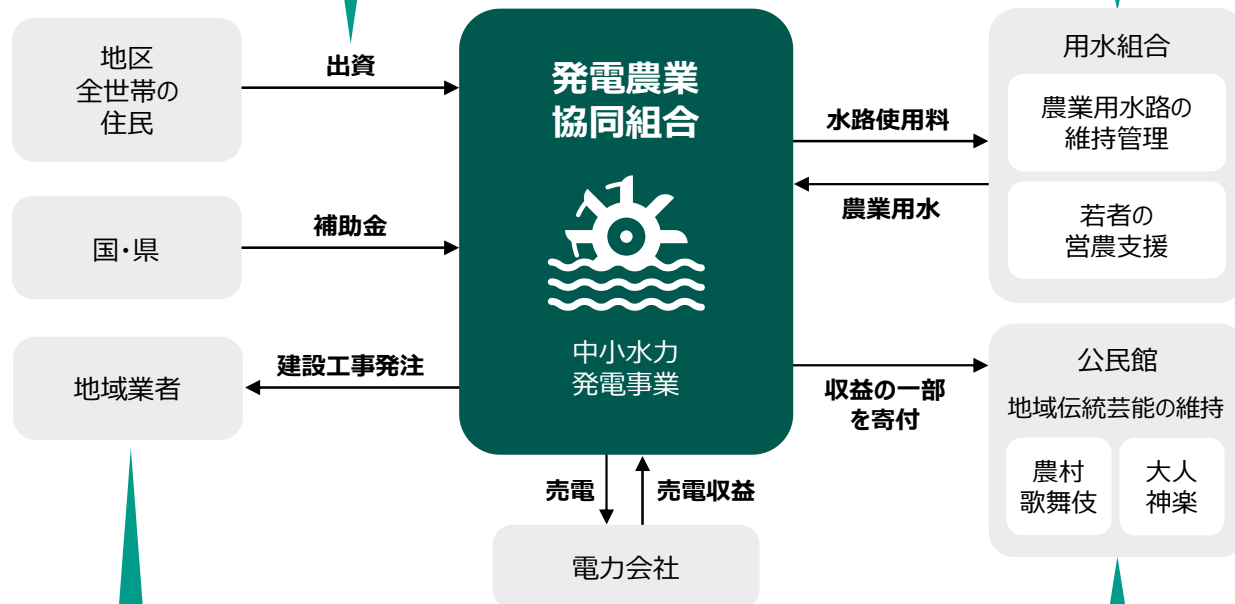 地区
全世帯の
住民
出資
国・県
補助金
地域業者
建設工事発注
発電農業
協同組合
中小水力
発電事業
売電
売電収益
電力会社
水路使用料
農業用水
収益の一部
を寄付
用水組合
農業用水路の
維持管理
若者の
営農支援
公民館
地域伝統芸能の維持
農村
歌舞伎
大人
神楽